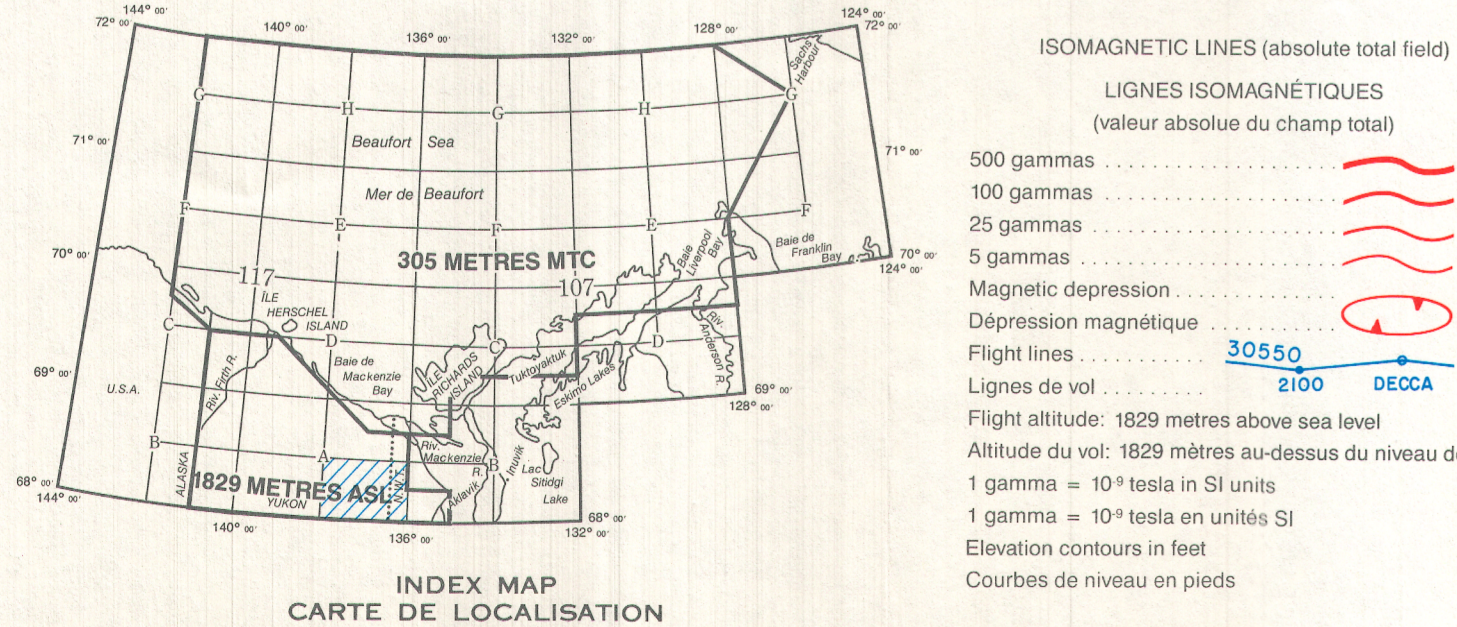 144° 00'
72° 00'
140° 00'
136° 00'
132° 00'
128° 00'
124° 00'
72° 00'
Sachs Harbour
G
H
G
H
G
71° 00'
Beaufort Sea
71° 00'
Mer de Beaufort
F
E
F
E
F
70° 00'
305 METRES MTC
Baie Liverpool Bay
Baie de Franklin Bay
70° 00'
124° 00'
117
107
ÎLE HERSCHEL ISLAND
C
D
C
D
Riv. Anderson R.
Baie de Mackenzie Bay
ÎLE RICHARDS ISLAND
Tuktoyaktuk
Eskimo Lakes
69° 00'
U.S.A.
Riv. Firth R.
69° 00'
128° 00'
B
A
B
Riv. Mackenzie R.
Inuvik
Lac Sitidgi Lake
ALASKA
1829 METRES ASL
YUKON
N.W.T.
Aklavik
68° 00'
144° 00'
140° 00'
136° 00'
68° 00'
132° 00'
INDEX MAP
CARTE DE LOCALISATION
ISOMAGNETIC LINES (absolute total field)
LIGNES ISOMAGNÉTIQUES
(valeur absolue du champ total)
500 gammas ......................
100 gammas ......................
25 gammas ......................
5 gammas ......................
Magnetic depression ..............
Dépression magnétique ...........
Flight lines ..........
30550
Lignes de vol .........
2100
DECCA
Flight altitude: 1829 metres above sea level
Altitude du vol: 1829 mètres au-dessus du niveau d
1 gamma = 10⁻⁹ tesla in SI units
1 gamma = 10⁻⁹ tesla en unités SI
Elevation contours in feet
Courbes de niveau en pieds